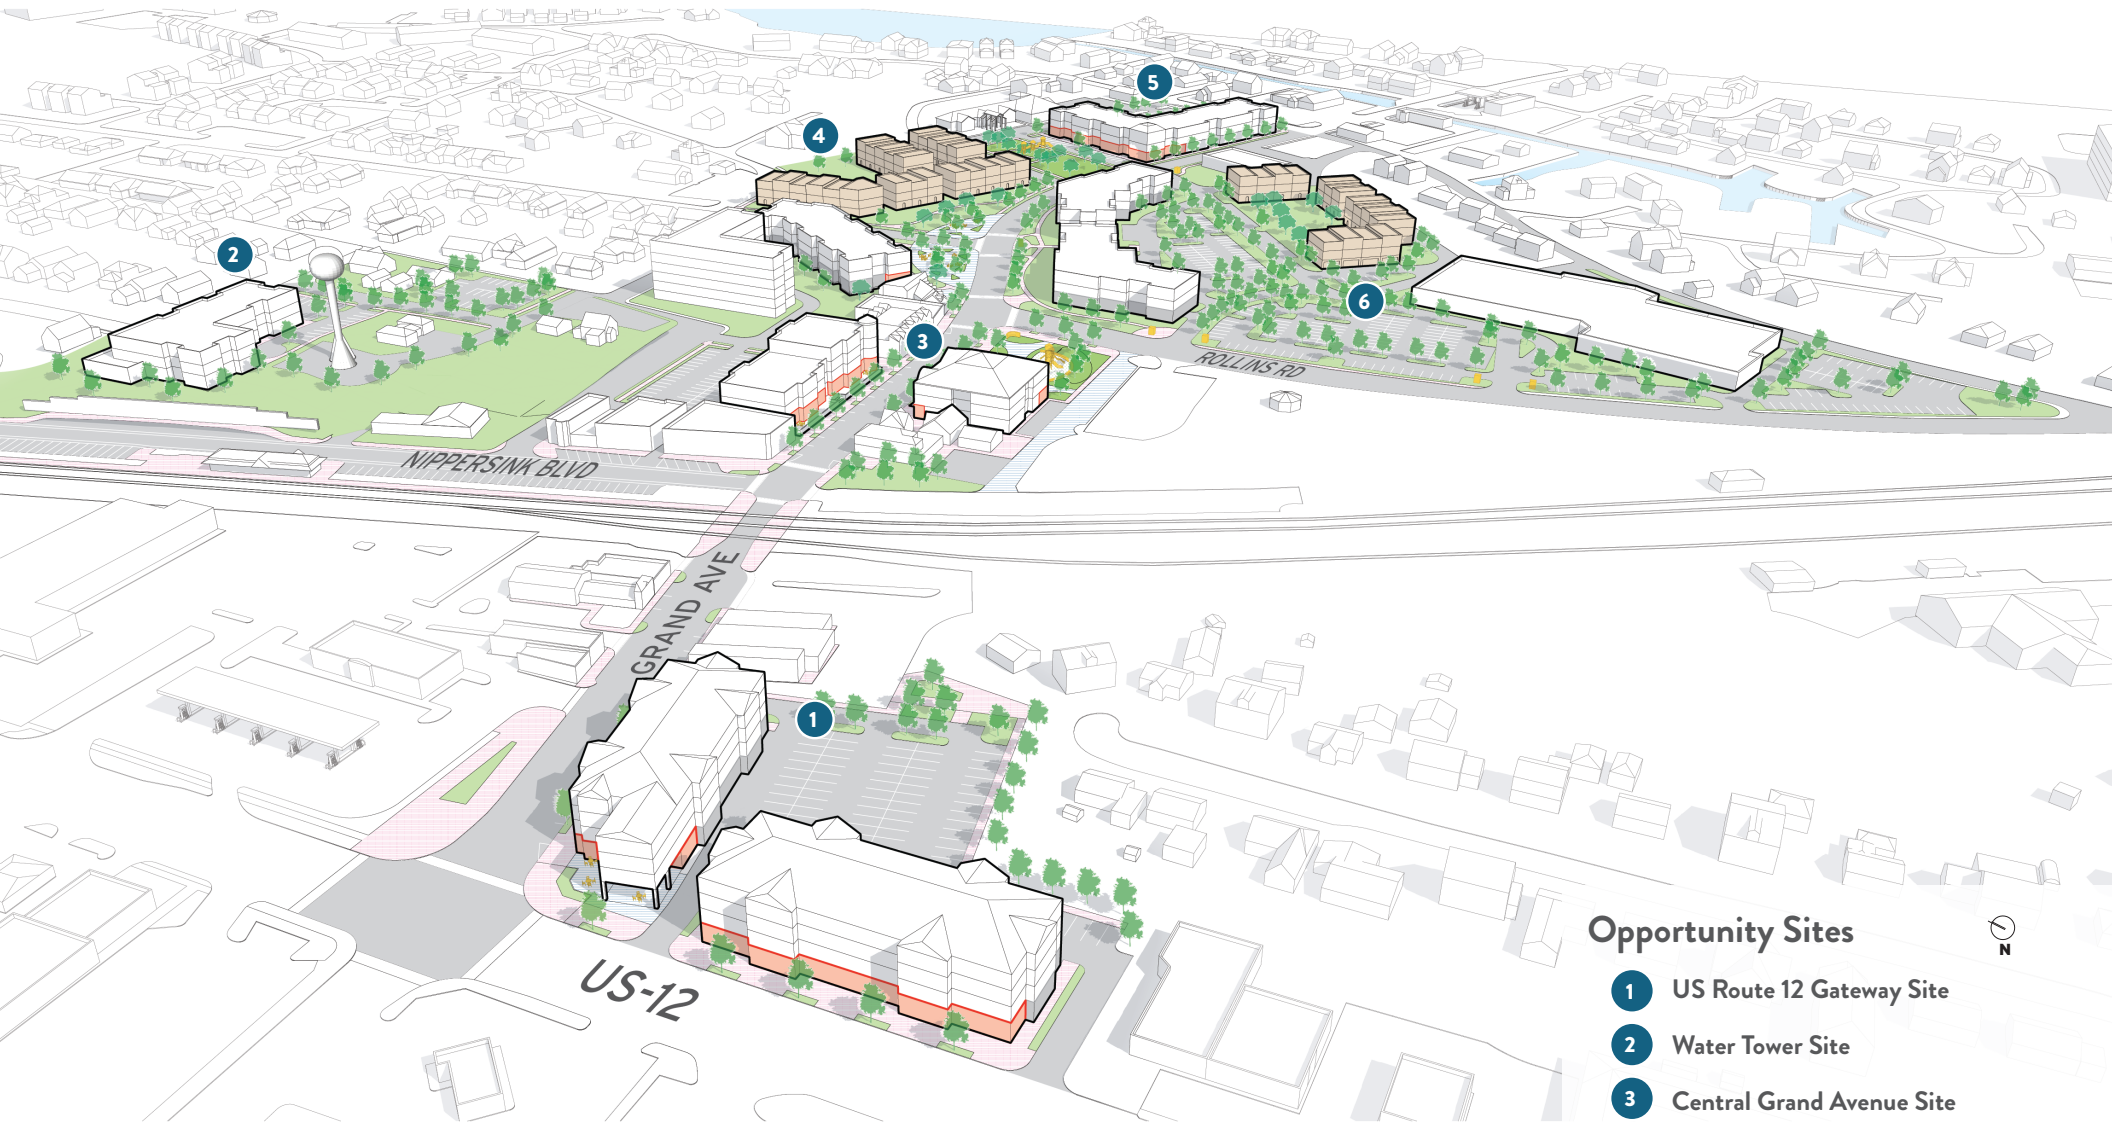 5
4
2
6
3
ROLLINS RD
NIPPERSINK BLVD
GRAND AVE
1
US-12
Opportunity Sites
N
1 US Route 12 Gateway Site
2 Water Tower Site
3 Central Grand Avenue Site